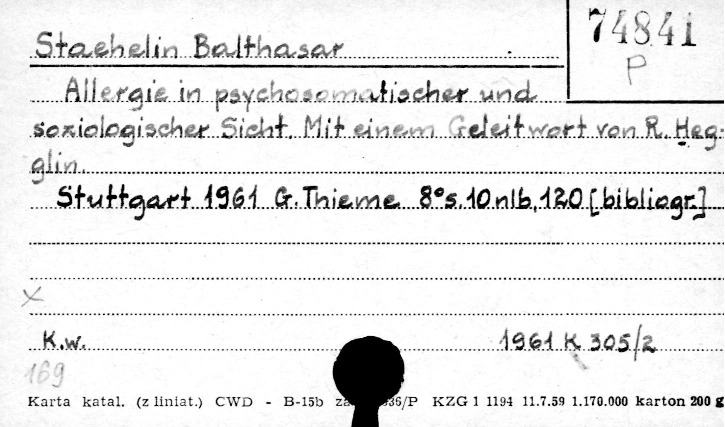 74841
Staehelin Balthasar
P
Allergie in psychosomatischer und
soziologischer Sicht. Mit einem Geleitwort von R. Heg-
glin.
Stuttgart 1961 G. Thieme 8° s. 10 nlb, 120 [bibliogr.]
x
K.w. 1961 K 305/2
169
Karta katal. (z liniat.) CWD - B-15b 36/P KZG 1 1194 11.7.59 1.170.000 karton 200 g